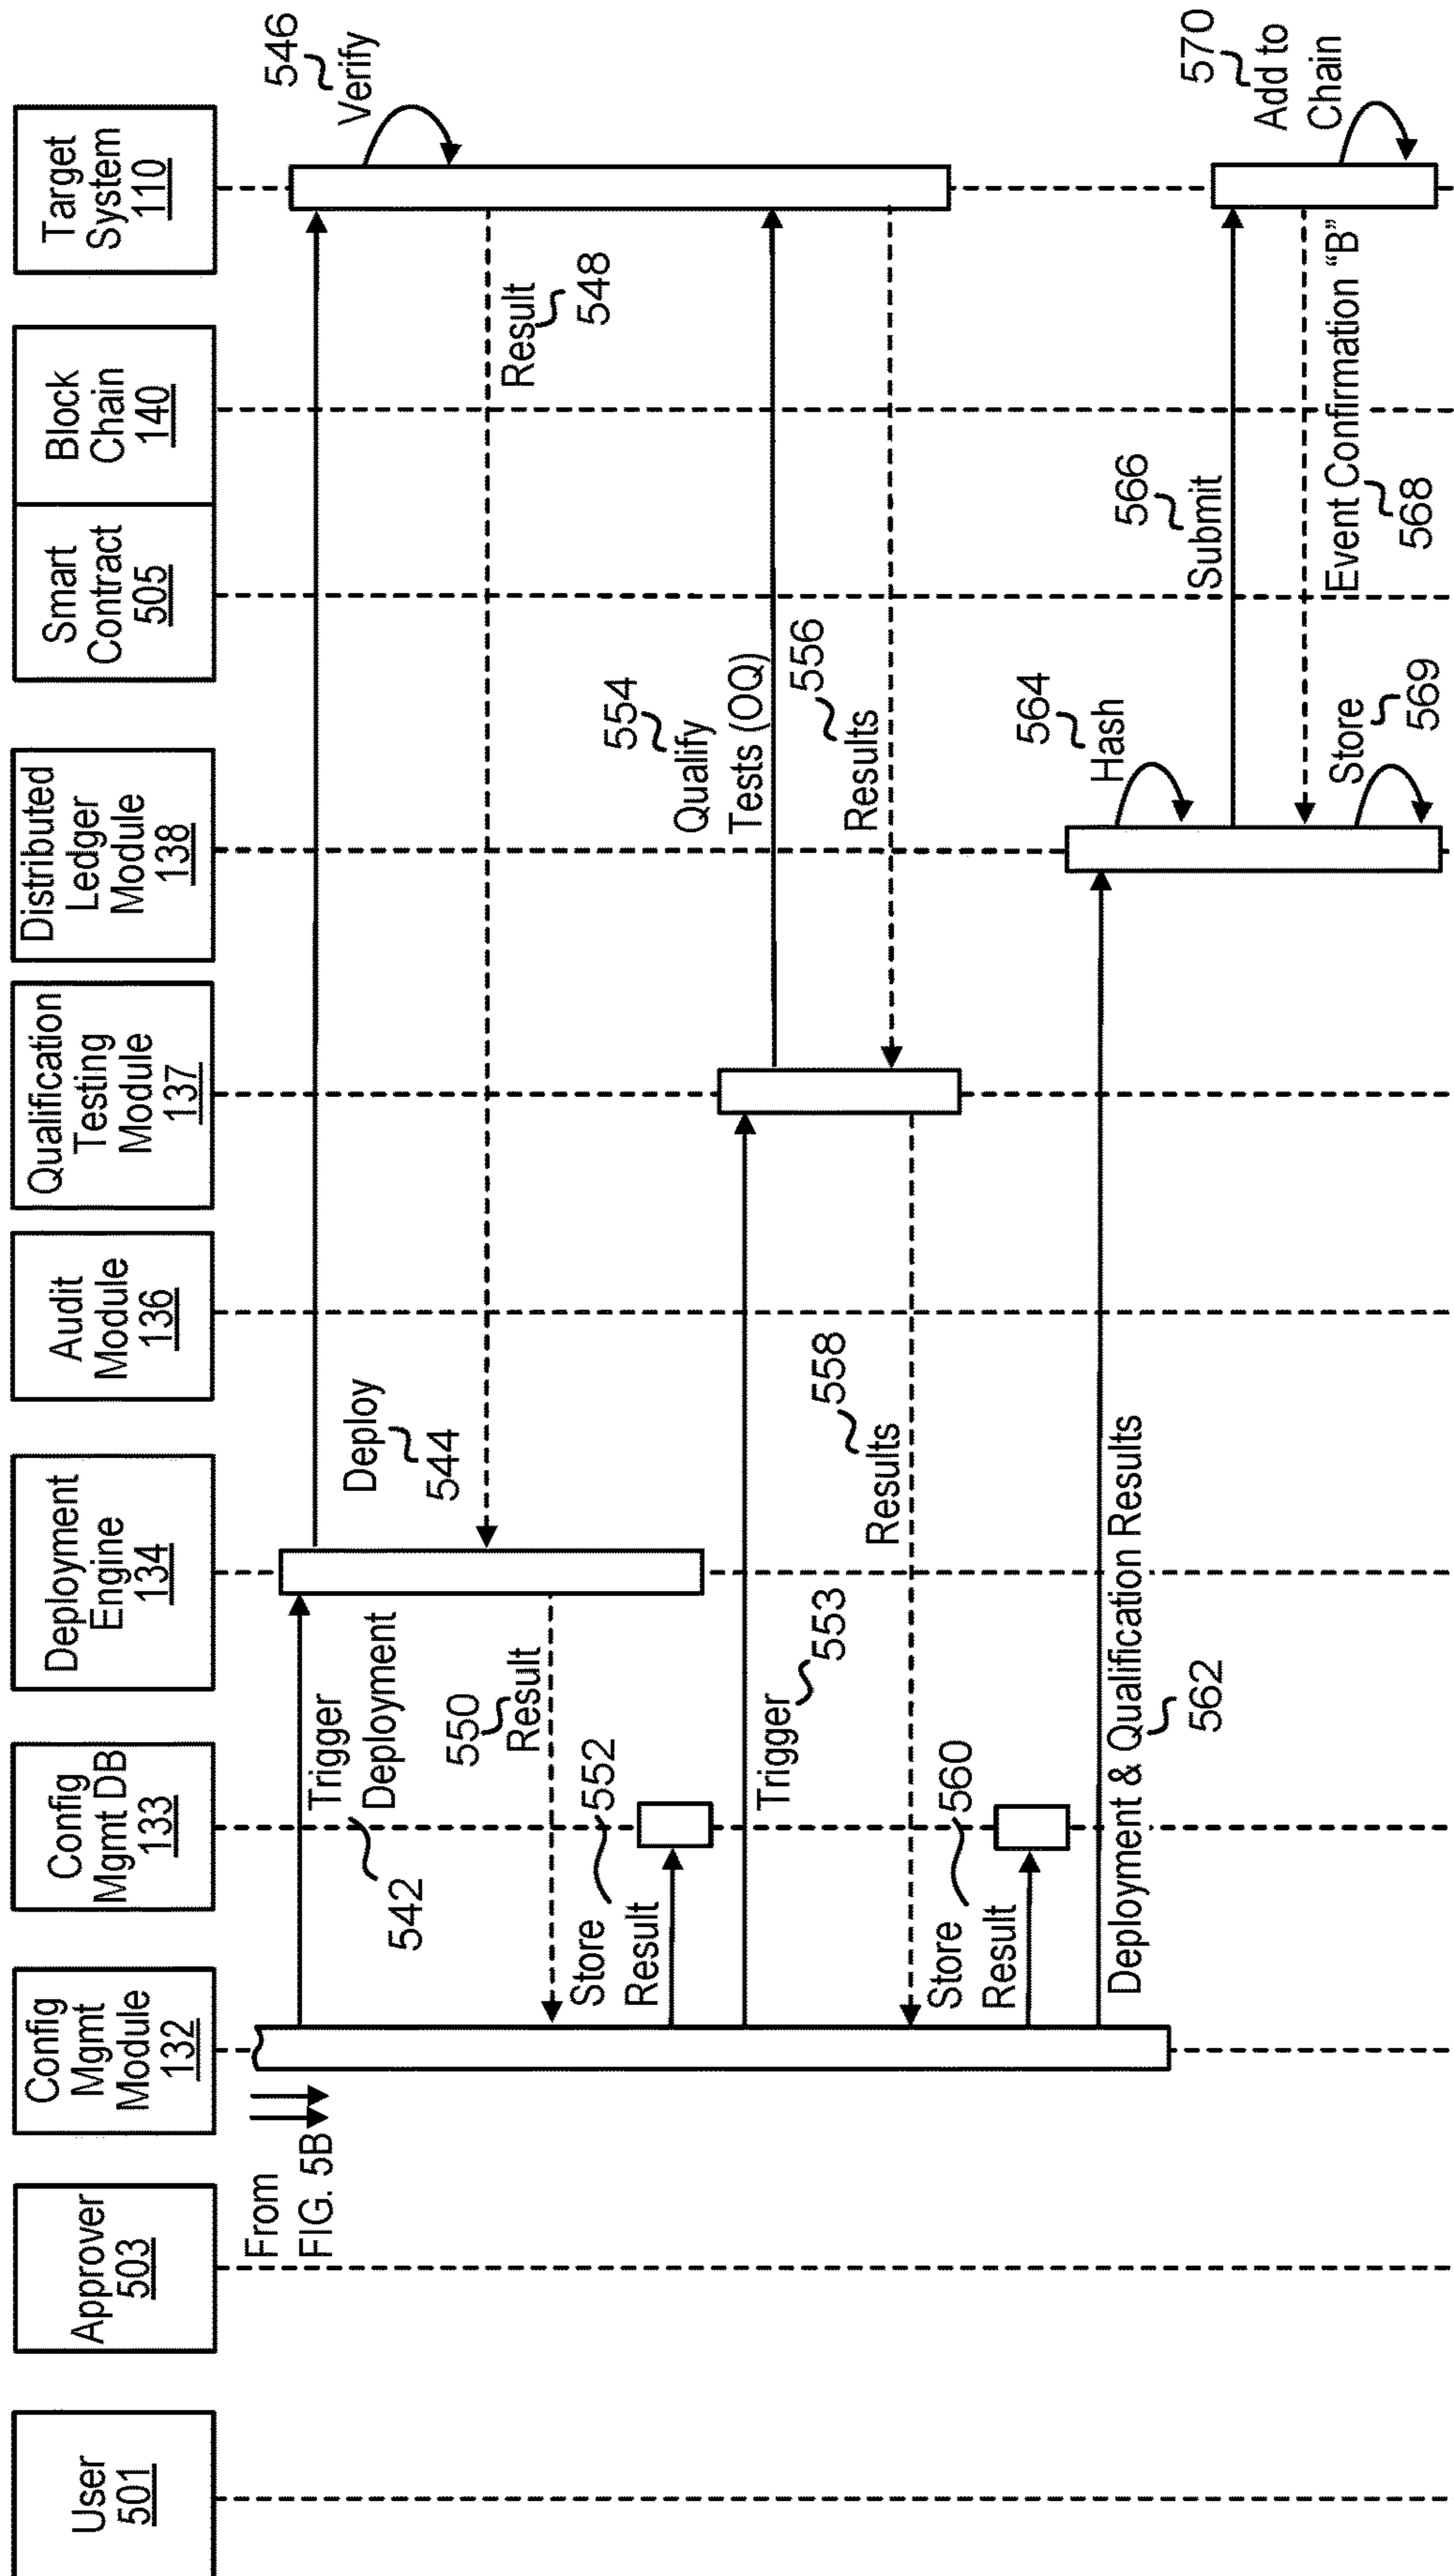 User
501
Approver
503
Config
Mgmt
Module
132
Config
Mgmt DB
133
Deployment
Engine
134
Audit
Module
136
Qualification
Testing
Module
137
Distributed
Ledger
Module
138
Smart
Contract
505
Block
Chain
140
Target
System
110
From
FIG. 5B
Trigger
Deployment
542
Deploy
544
546
Verify
Result
548
550
Result
552
Store
Result
Trigger
553
554
Qualify
Tests (OQ)
556
Results
558
Results
560
Store
Result
Deployment & Qualification Results
562
564
Hash
566
Submit
Event Confirmation "B"
568
Store
569
570
Add to
Chain